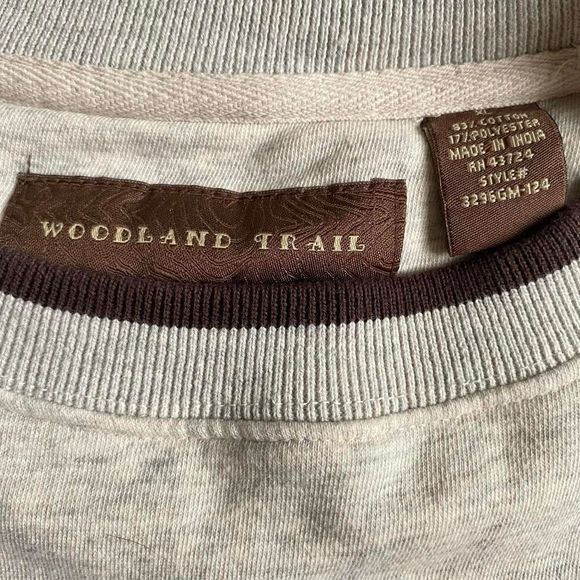 WOODLAND TRAIL
83% COTTON
17% POLYESTER
MADE IN INDIA
RN 43724
STYLE#
3296GM-124